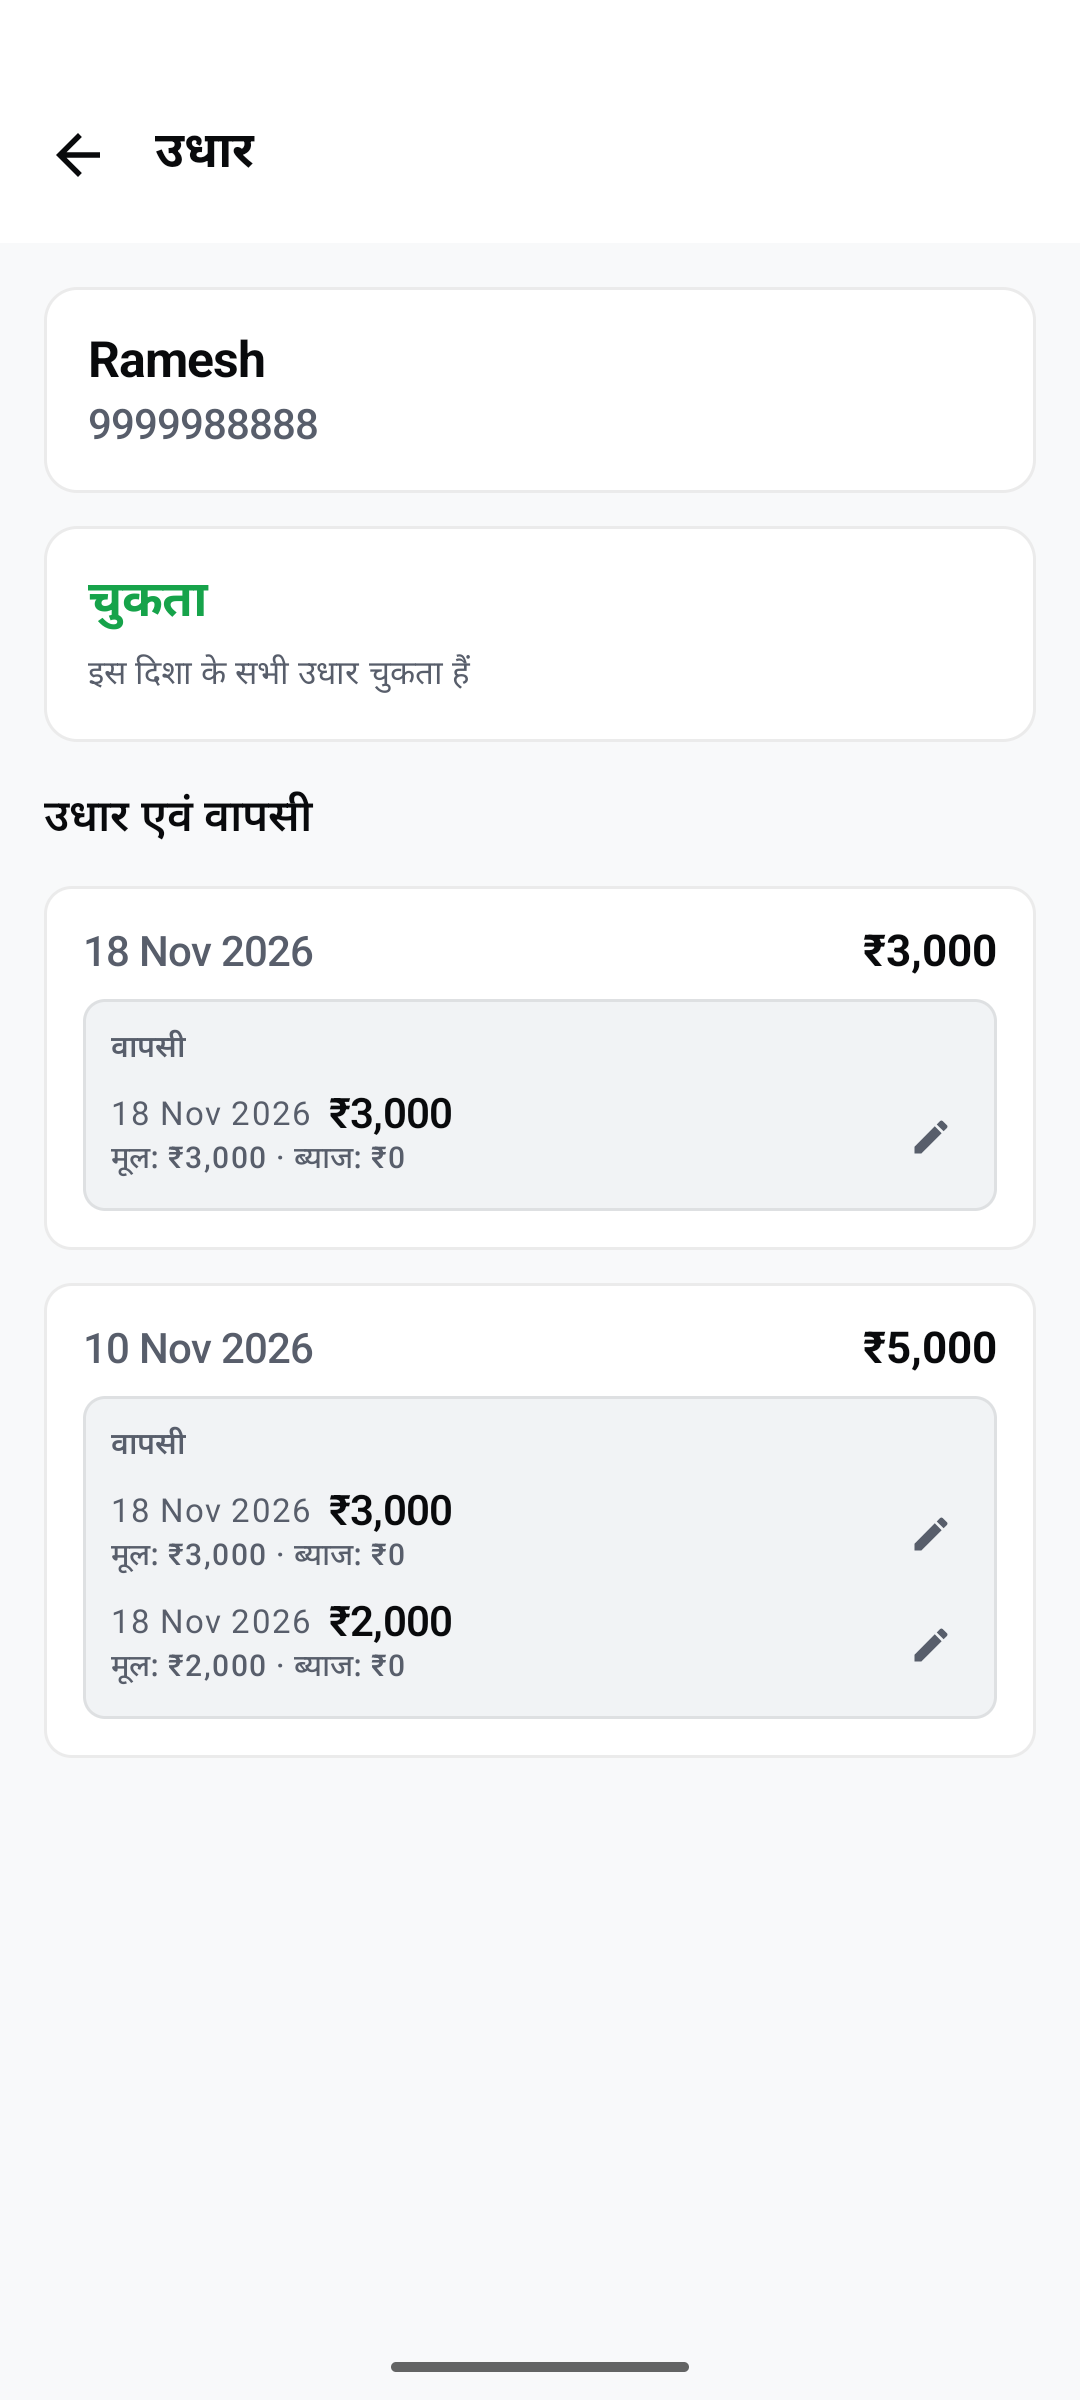 उधार
Ramesh
9999988888
चुकता
इस दिशा के सभी उधार चुकता हैं
उधार एवं वापसी
18 Nov 2026 ₹3,000
वापसी
18 Nov 2026 ₹3,000
मूल: ₹3,000 · ब्याज: ₹0
10 Nov 2026 ₹5,000
वापसी
18 Nov 2026 ₹3,000
मूल: ₹3,000 · ब्याज: ₹0
18 Nov 2026 ₹2,000
मूल: ₹2,000 · ब्याज: ₹0